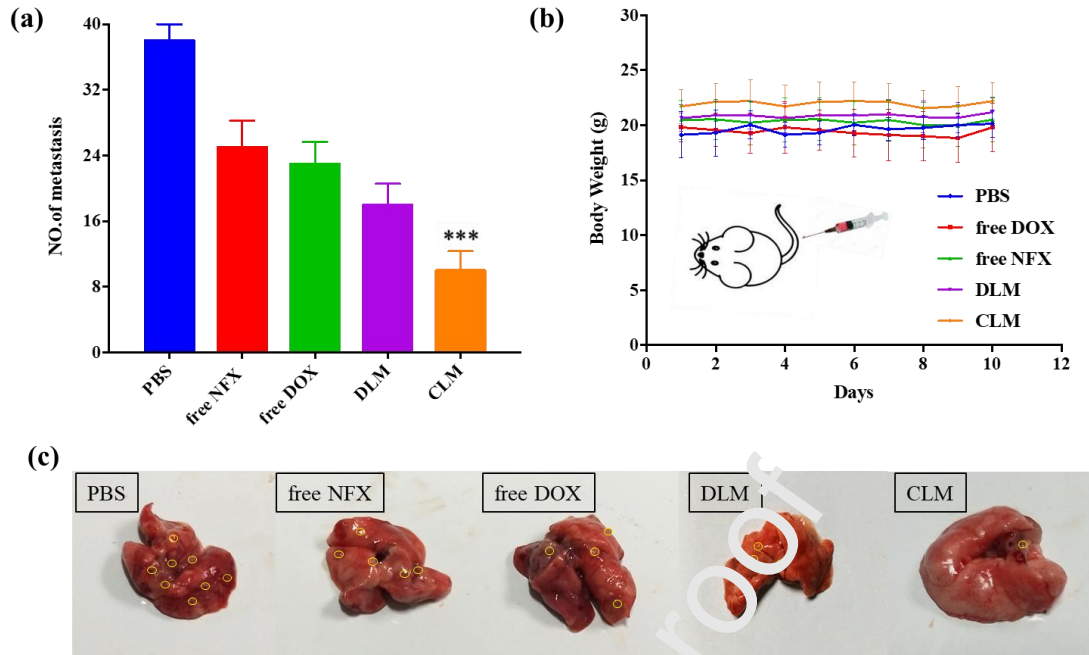 (a)
NO.of metastasis
40
32
24
16
8
0
***
PBS
free NFX
free DOX
DLM
CLM
(b)
Body Weight (g)
30
25
20
15
10
5
0
PBS
free DOX
free NFX
DLM
CLM
0
2
4
6
8
10
12
Days
(c)
PBS
free NFX
free DOX
DLM
CLM
roof